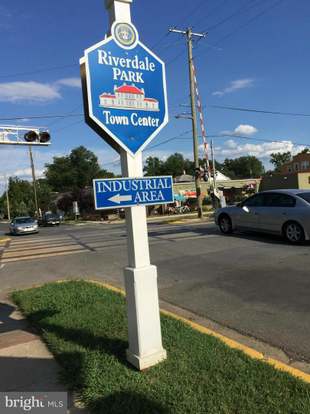 Riverdale
PARK
Town Center
INDUSTRIAL
AREA
bright MLS